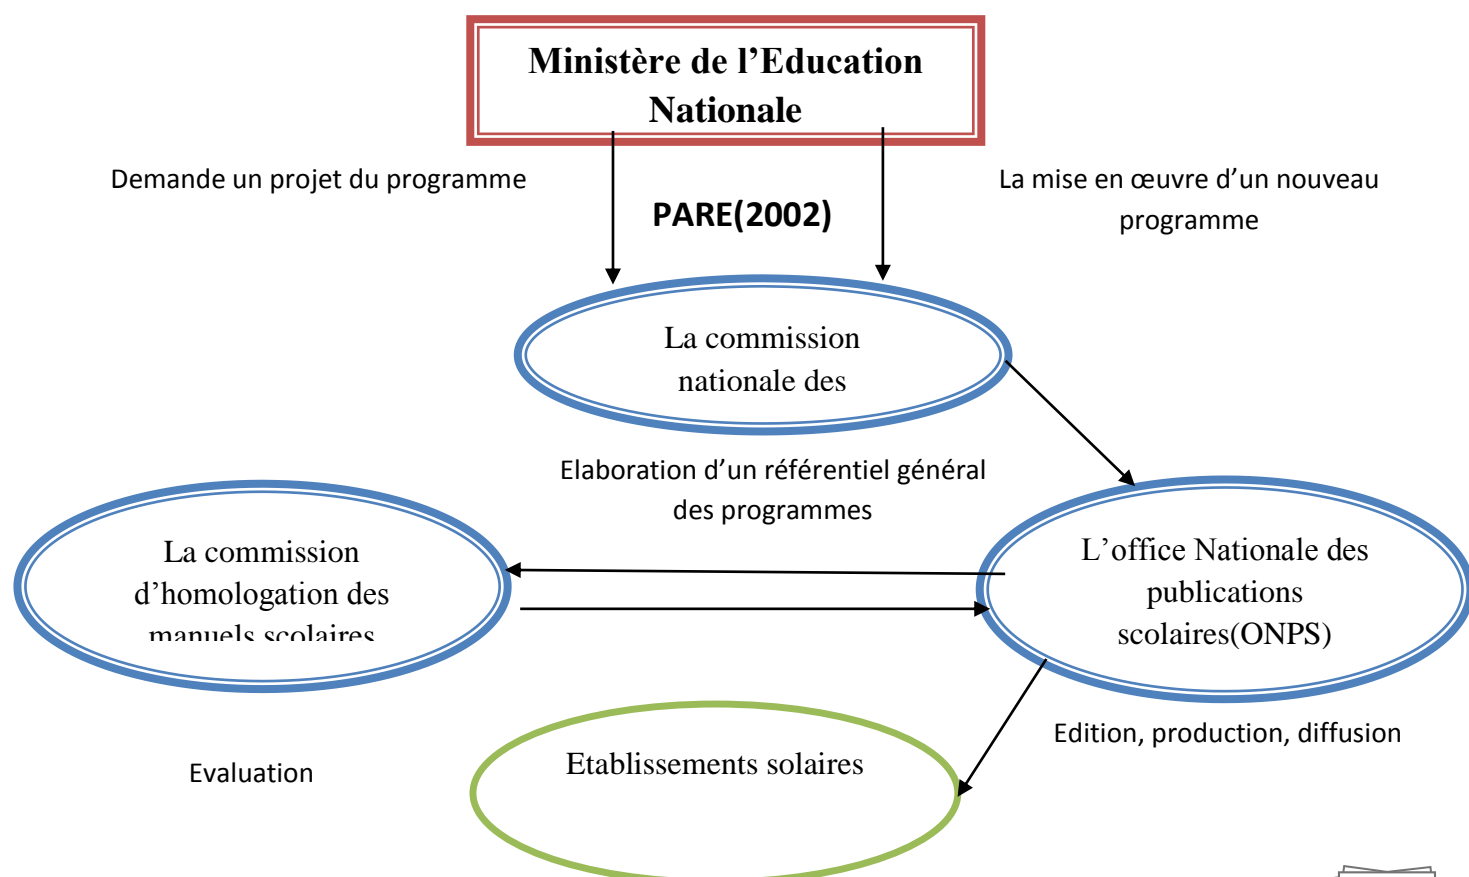 Ministère de l’Education
Nationale
Demande un projet du programme
La mise en œuvre d’un nouveau
programme
PARE(2002)
La commission
nationale des
Elaboration d’un référentiel général
des programmes
La commission
d’homologation des
manuels scolaires
L’office Nationale des
publications
scolaires(ONPS)
Edition, production, diffusion
Evaluation
Etablissements solaires